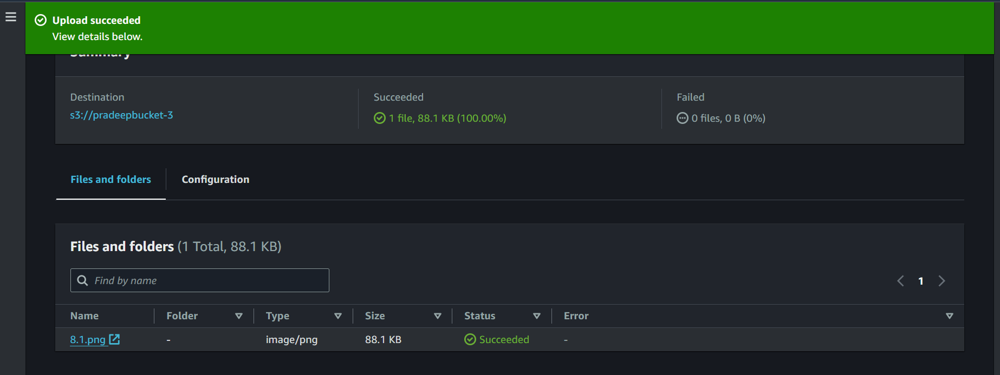 Upload succeeded
View details below.
Summary
Destination
Succeeded
Failed
s3://pradeepbucket-3
1 file, 88.1 KB (100.00%)
0 files, 0 B (0%)
Files and folders
Configuration
Files and folders (1 Total, 88.1 KB)
Find by name
1
Name Folder Type Size Status Error
8.1.png - image/png 88.1 KB Succeeded -